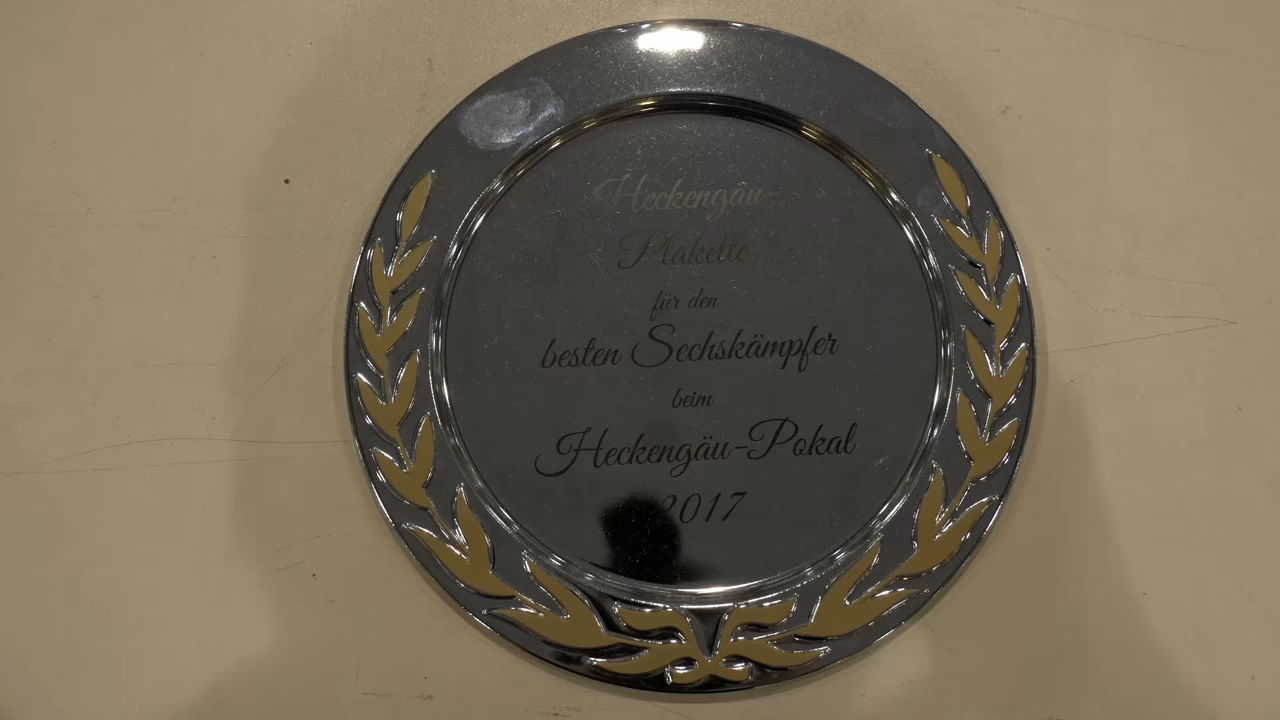 Heckengäu
Plakette
für den
besten Sechskämpfer
beim
Heckengäu-Pokal
2017